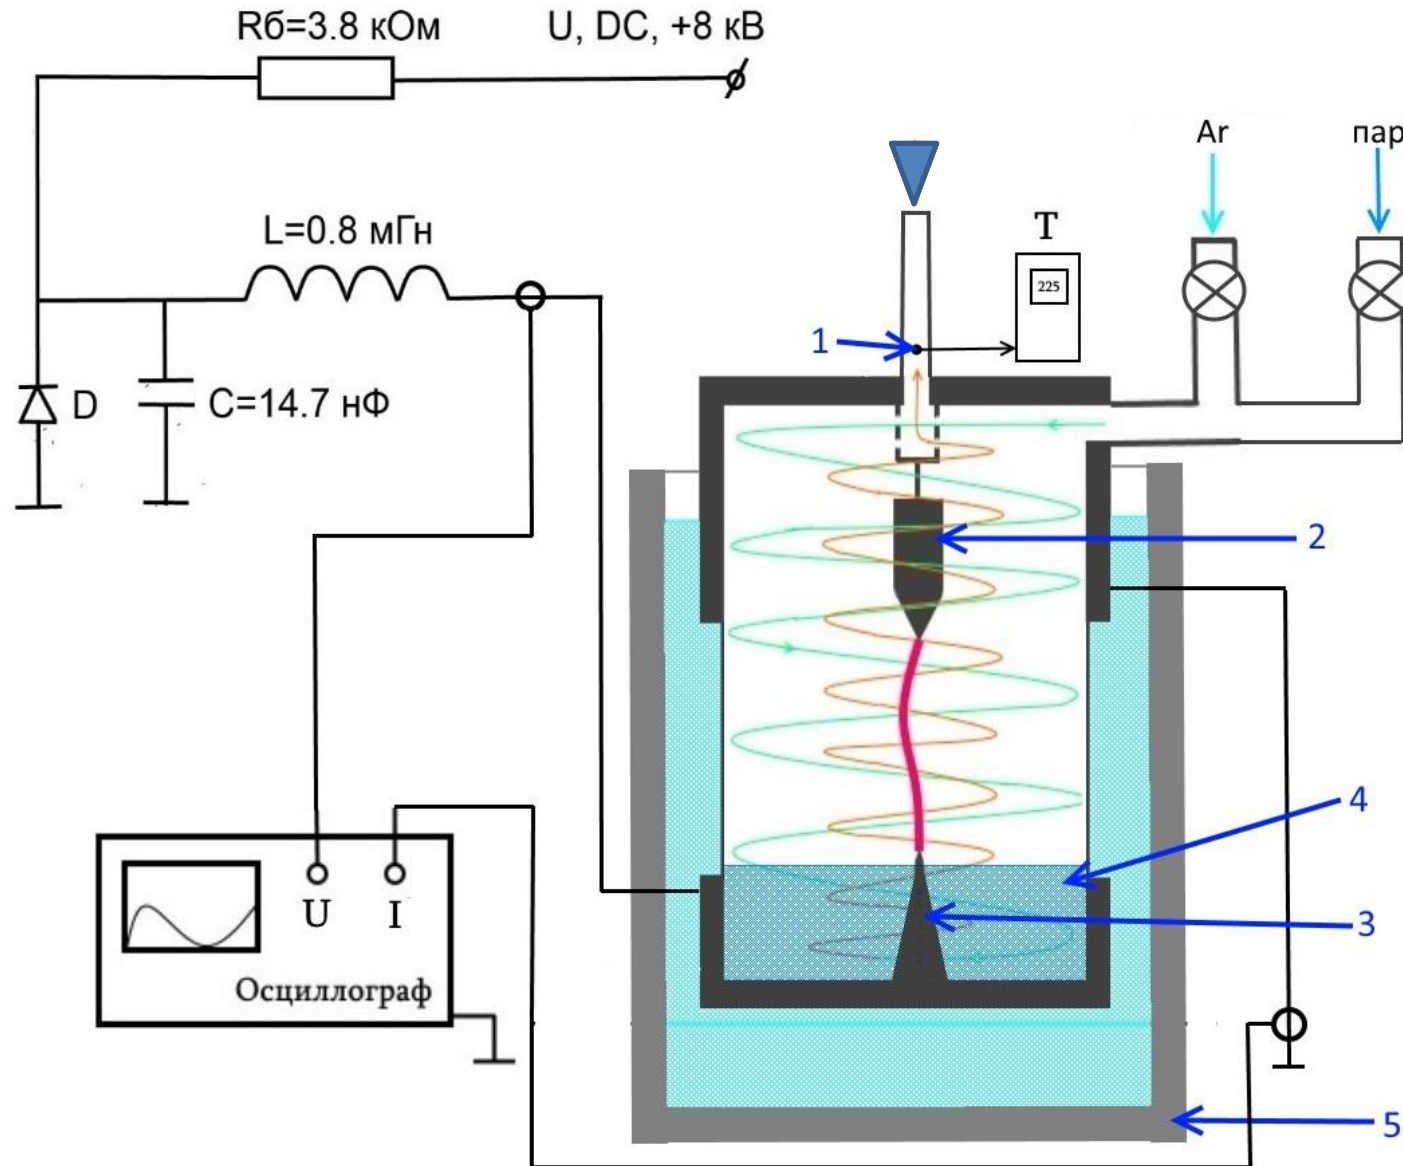 Rб=3.8 кОм
U, DC, +8 кВ
Ar
пар
L=0.8 мГн
T
225
1
D
C=14.7 нФ
2
4
3
U
I
Осциллограф
5